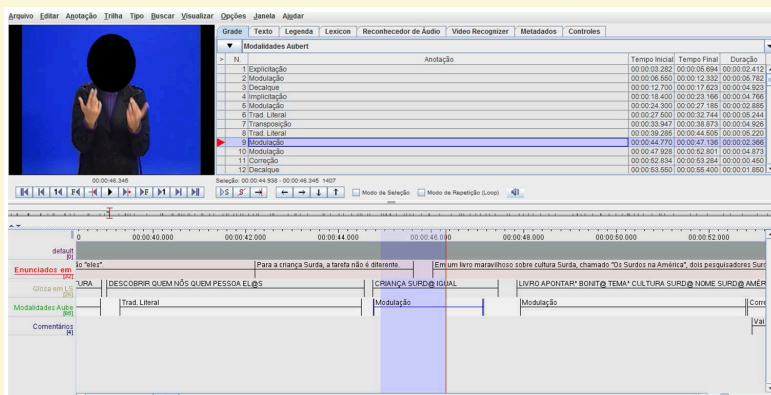 Arquivo Editar Anotação Trilha Tipo Buscar Visualizar Opções Janela Ajudar
Grade Texto Legenda Lexicon Reconhecedor de Áudio Video Recognizer Metadados Controles
Modalidades Aubert
> N. Anotação Tempo Inicial Tempo Final Duração
1 Explicitação 00:00:03.282 00:00:05.694 00:00:02.412
2 Modulação 00:00:06.550 00:00:12.332 00:00:05.782
3 Decalque 00:00:12.700 00:00:17.623 00:00:04.923
4 Implicitação 00:00:18.400 00:00:23.166 00:00:04.766
5 Modulação 00:00:24.300 00:00:27.185 00:00:02.885
6 Trad. Literal 00:00:27.500 00:00:32.744 00:00:05.244
7 Transposição 00:00:33.947 00:00:38.873 00:00:04.926
8 Trad. Literal 00:00:39.285 00:00:44.505 00:00:05.220
9 Modulação 00:00:44.770 00:00:47.136 00:00:02.366
10 Modulação 00:00:47.928 00:00:52.801 00:00:04.873
11 Correção 00:00:52.834 00:00:53.284 00:00:00.450
12 Decalque 00:00:53.550 00:00:55.400 00:00:01.850
00:00:46.345 Seleção: 00:00:44.938 - 00:00:46.345 1407
Modo de Seleção Modo de Repetição (Loop)
0 00:00:40.000 00:00:42.000 00:00:44.000 00:00:46.000 00:00:48.000 00:00:50.000 00:00:52.000
default
[0]
Enunciados em ão "eles". Para a criança Surda, a tarefa não é diferente. Em um livro maravilhoso sobre cultura Surda, chamado "Os Surdos na América", dois pesquisadores Surd
Glosa em LS TURA DESCOBRIR QUEM NÓS QUEM PESSOA EL@S CRIANÇA SURD@ IGUAL LIVRO APONTAR* BONIT@ TEMA* CULTURA SURD@ NOME SURD@ AMÉR
Modalidades Aube Trad. Literal Modulação Modulação Corre
Comentários Vai
[4]